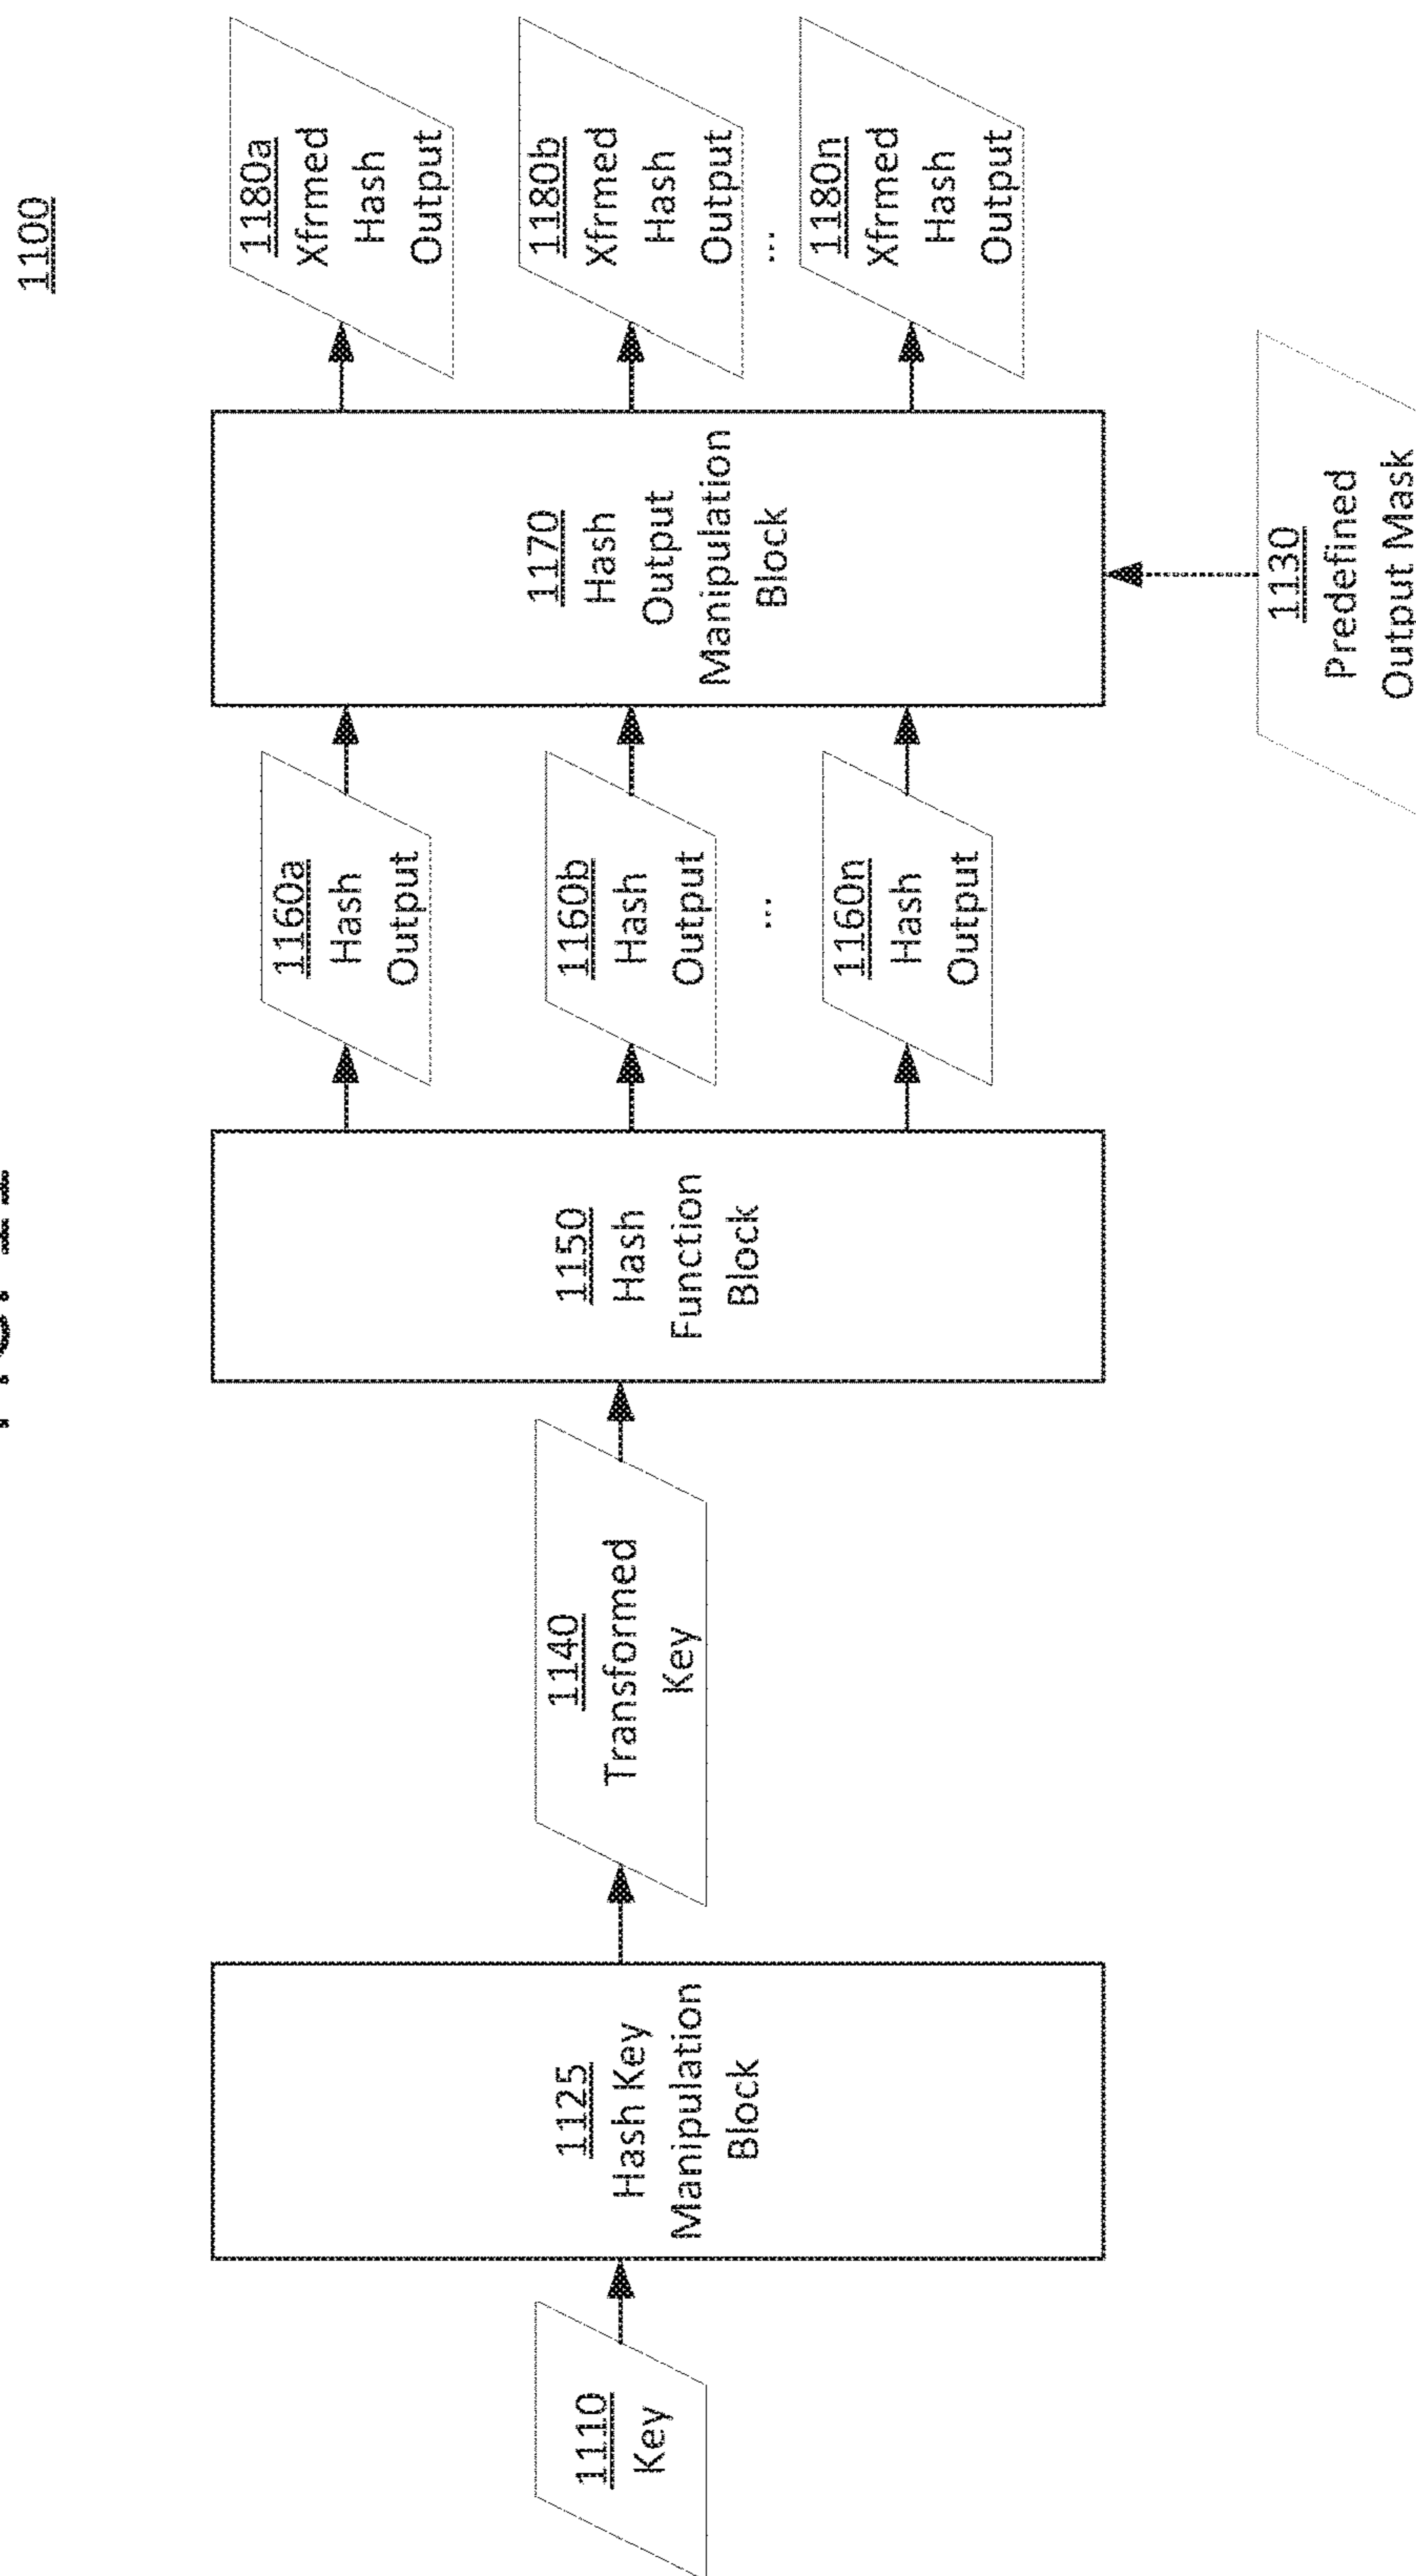 1100
1110
Key
1125
Hash Key
Manipulation
Block
1140
Transformed
Key
1150
Hash
Function
Block
1160a
Hash
Output
1160b
Hash
Output
...
1160n
Hash
Output
1170
Hash
Output
Manipulation
Block
1130
Predefined
Output Mask
1180a
Xfrmed
Hash
Output
1180b
Xfrmed
Hash
Output
...
1180n
Xfrmed
Hash
Output